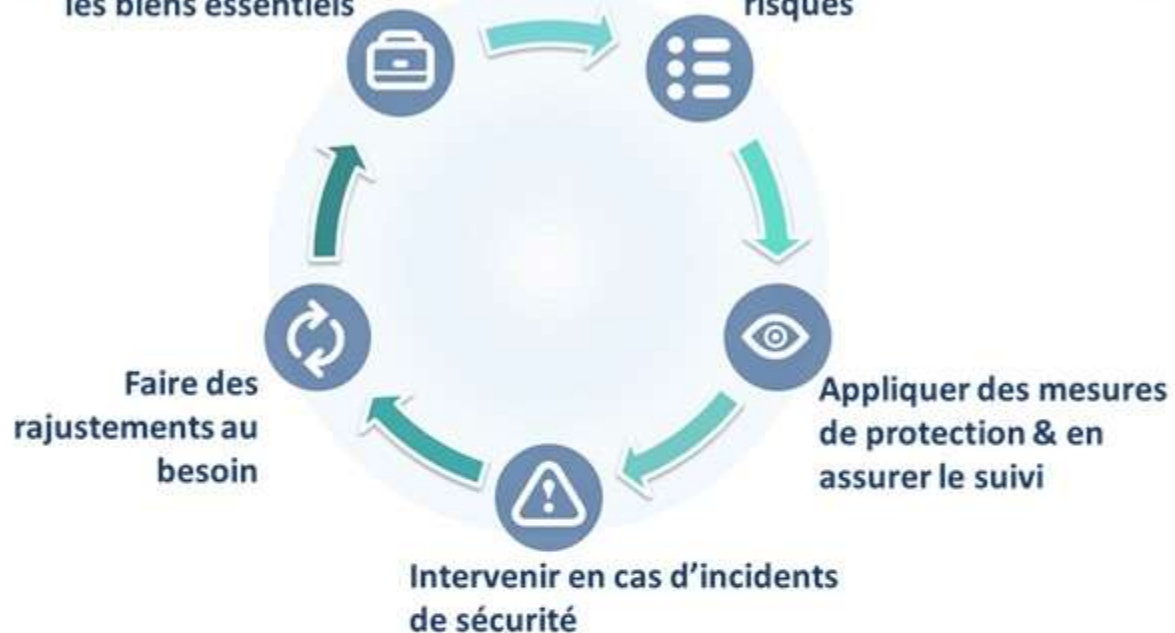 les biens essentiels
risques
Appliquer des mesures
de protection & en
assurer le suivi
Intervenir en cas d'incidents
de sécurité
Faire des
rajustements au
besoin